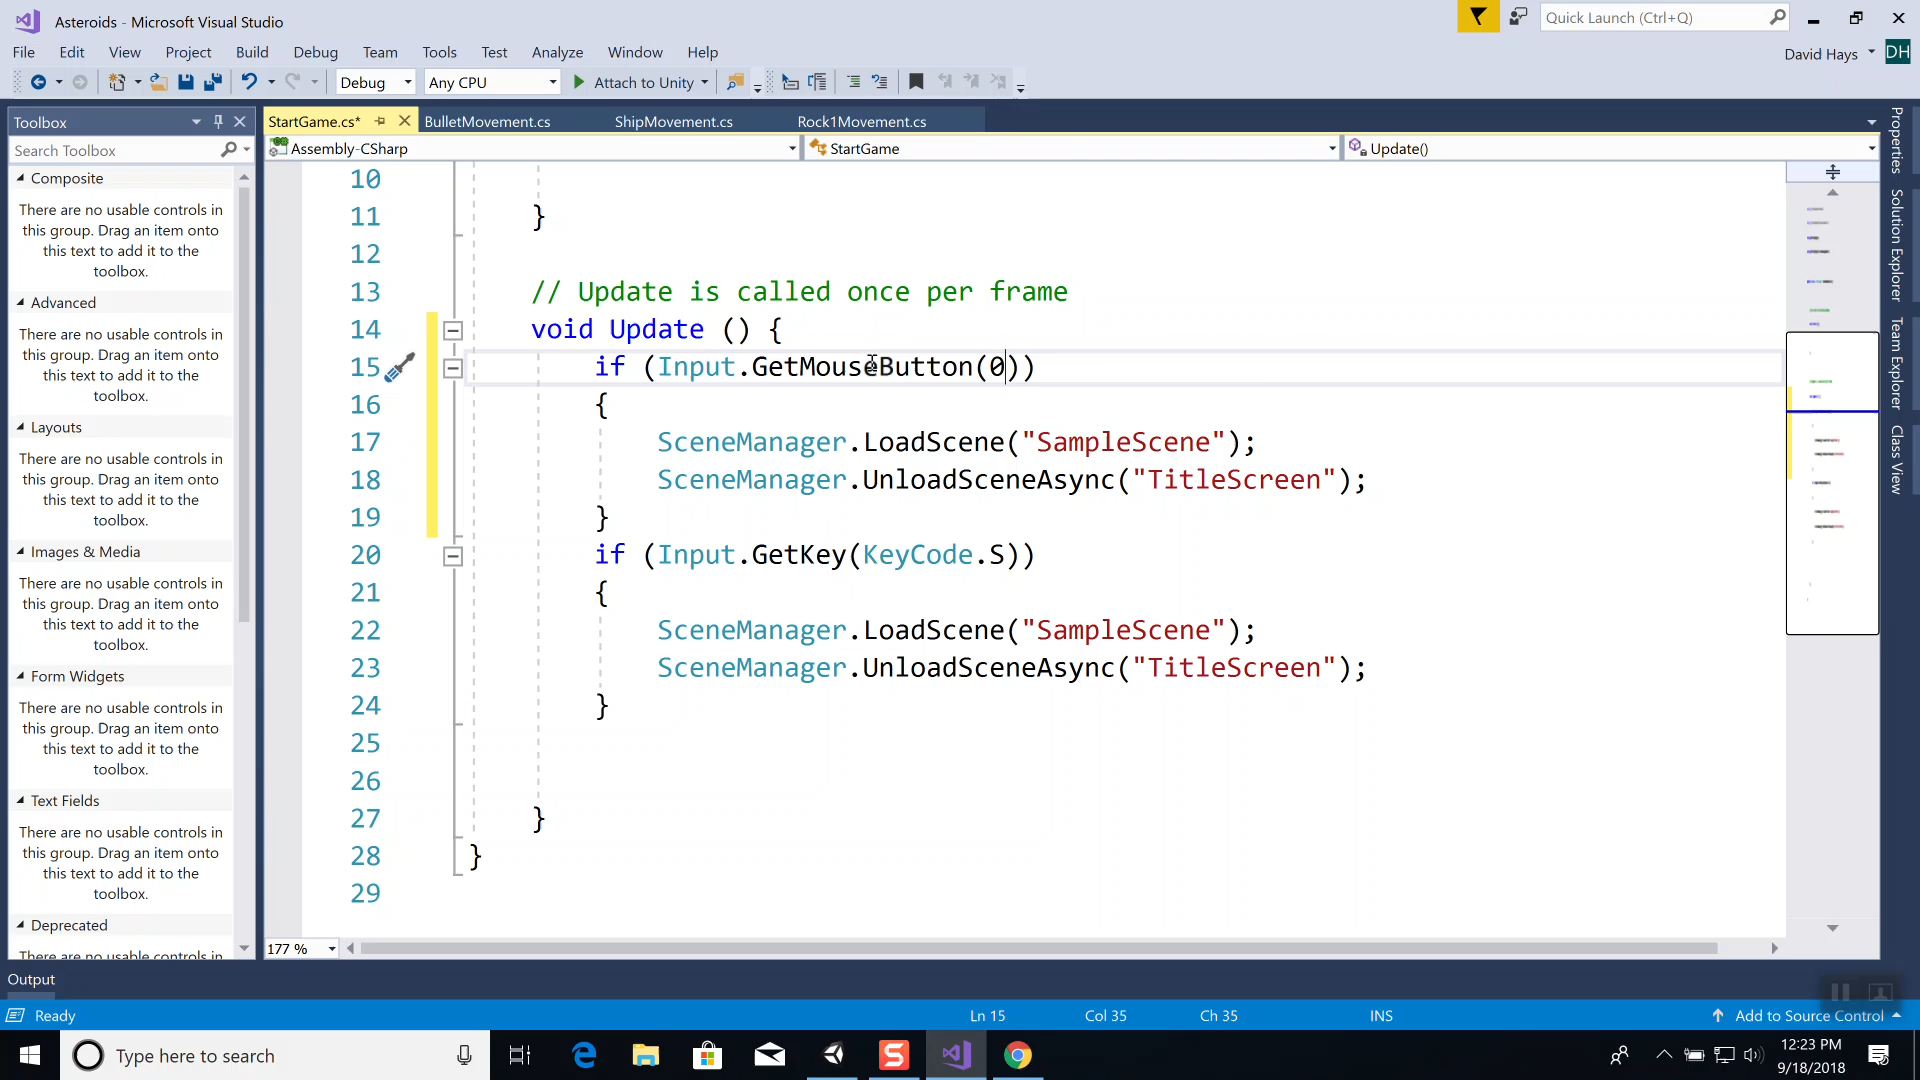 Asteroids - Microsoft Visual Studio
Quick Launch (Ctrl+Q)
File Edit View Project Build Debug Team Tools Test Analyze Window Help
David Hays DH
Debug Any CPU Attach to Unity
Toolbox
StartGame.cs* BulletMovement.cs ShipMovement.cs Rock1Movement.cs
Search Toolbox
Assembly-CSharp StartGame Update()
Composite
There are no usable controls in
this group. Drag an item onto
this text to add it to the
toolbox.
Advanced
There are no usable controls in
this group. Drag an item onto
this text to add it to the
toolbox.
Layouts
There are no usable controls in
this group. Drag an item onto
this text to add it to the
toolbox.
Images & Media
There are no usable controls in
this group. Drag an item onto
this text to add it to the
toolbox.
Form Widgets
There are no usable controls in
this group. Drag an item onto
this text to add it to the
toolbox.
Text Fields
There are no usable controls in
this group. Drag an item onto
this text to add it to the
toolbox.
Deprecated
There are no usable controls in
10
11 }
12
13 // Update is called once per frame
14 void Update () {
15 if (Input.GetMouseButton(0))
16 {
17 SceneManager.LoadScene("SampleScene");
18 SceneManager.UnloadSceneAsync("TitleScreen");
19 }
20 if (Input.GetKey(KeyCode.S))
21 {
22 SceneManager.LoadScene("SampleScene");
23 SceneManager.UnloadSceneAsync("TitleScreen");
24 }
25
26
27 }
28 }
29
Properties
Solution Explorer
Team Explorer
Class View
177 %
Output
Ready Ln 15 Col 35 Ch 35 INS Add to Source Control
Type here to search
12:23 PM
9/18/2018